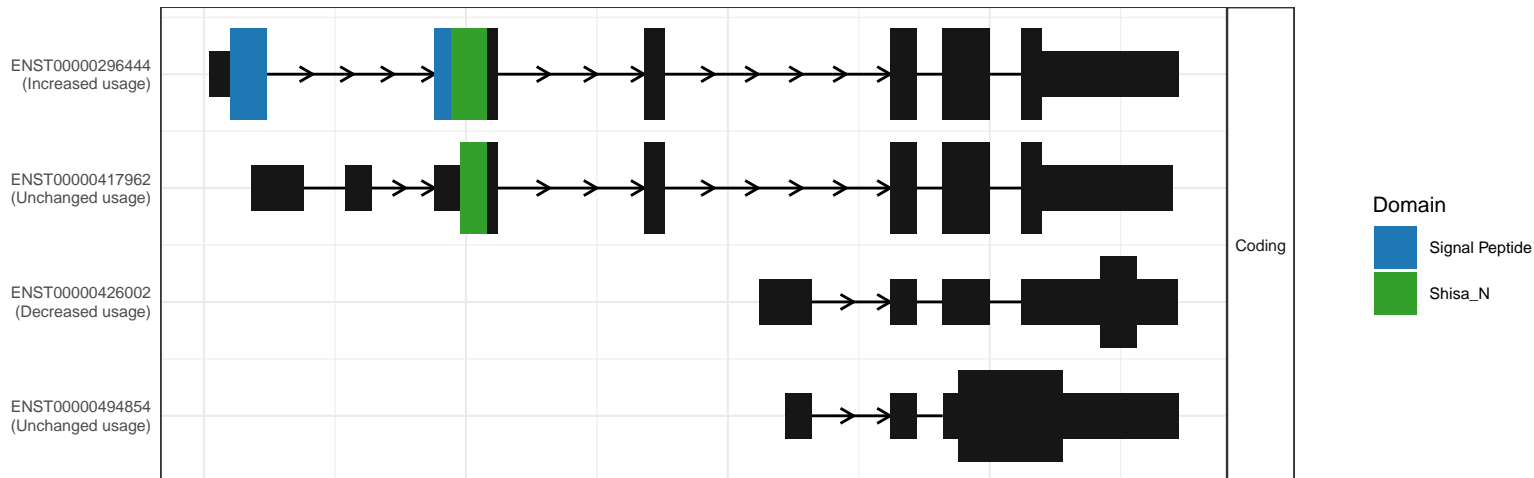 ENST00000296444
(Increased usage)
ENST00000417962
(Unchanged usage)
ENST00000426002
(Decreased usage)
ENST00000494854
(Unchanged usage)
Coding
Domain
Signal Peptide
Shisa_N